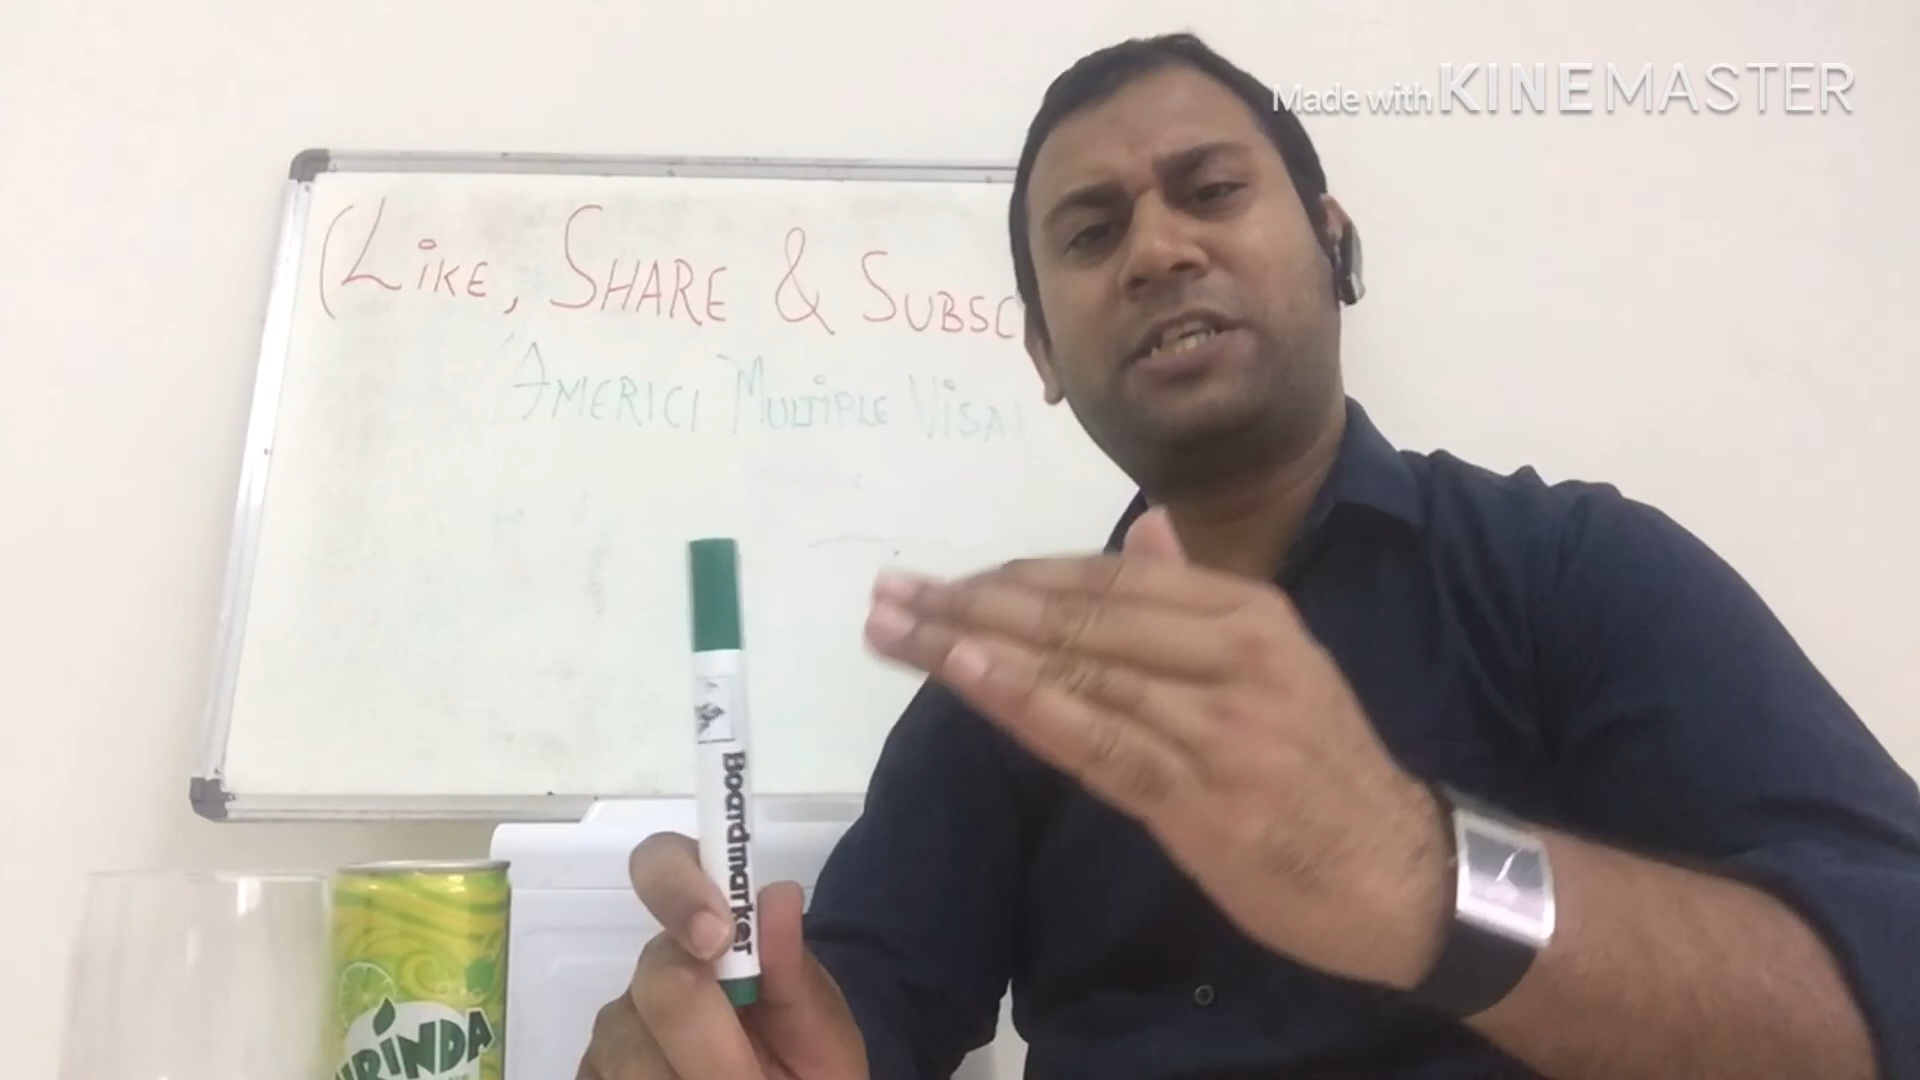 Made with KINEMASTER
(LIKE, SHARE & SUBSC
(AMERICI MULTIPLE VISA)
Boardmarker
MIRINDA